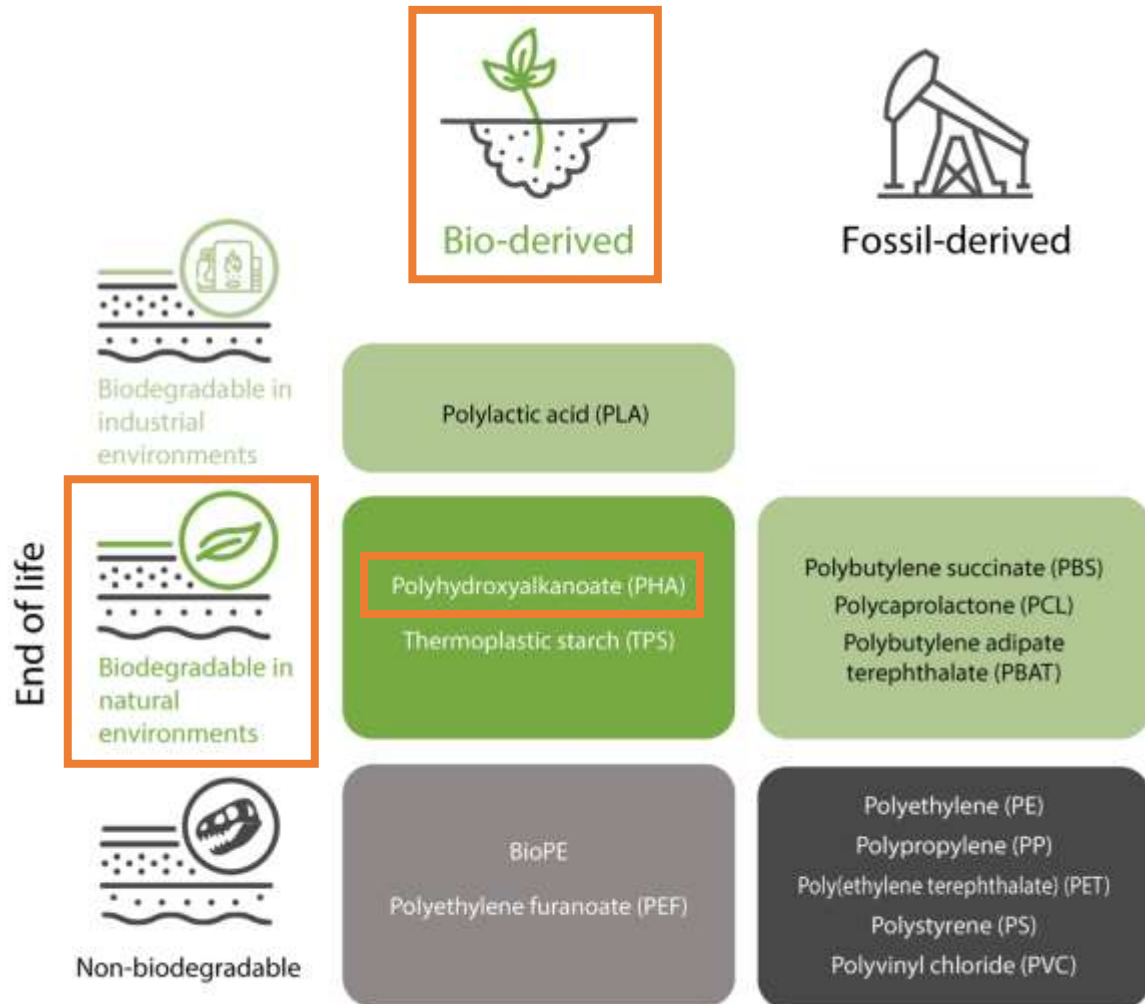 Bio-derived
Fossil-derived
End of life
Biodegradable in
industrial
environments
Polylactic acid (PLA)
Biodegradable in
natural
environments
Polyhydroxyalkanoate (PHA)
Thermoplastic starch (TPS)
Polybutylene succinate (PBS)
Polycaprolactone (PCL)
Polybutylene adipate
terephthalate (PBAT)
Non-biodegradable
BioPE
Polyethylene furanoate (PEF)
Polyethylene (PE)
Polypropylene (PP)
Poly(ethylene terephthalate) (PET)
Polystyrene (PS)
Polyvinyl chloride (PVC)